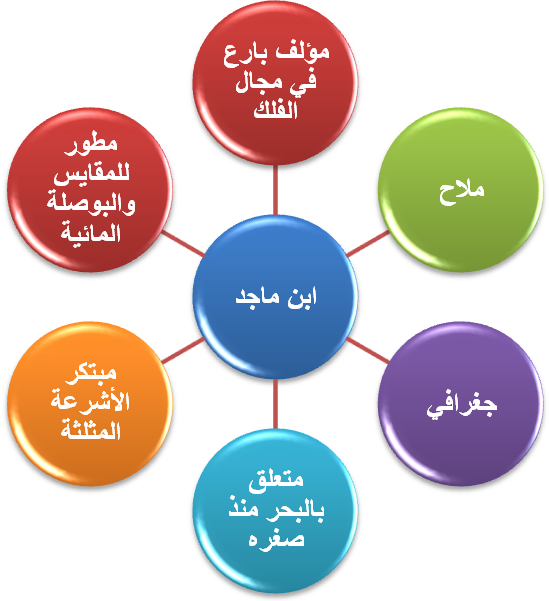 مؤلف بارع
في مجال
الفلك
ملاح
جغرافي
متعلق
بالبحر منذ
صغره
مبتكر
الأشرعة
المثلثة
مطور
للمقايس
والبوصلة
المائية
ابن ماجد